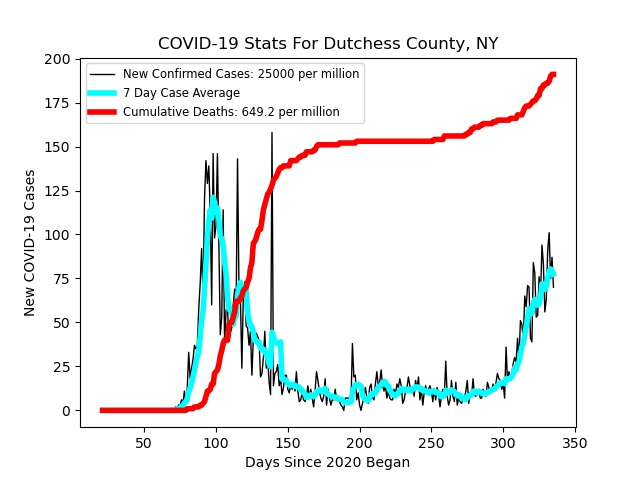 COVID-19 Stats For Dutchess County, NY
200
175
150
125
100
75
50
25
0
New COVID-19 Cases
New Confirmed Cases: 25000 per million
7 Day Case Average
Cumulative Deaths: 649.2 per million
50 100 150 200 250 300 350
Days Since 2020 Began